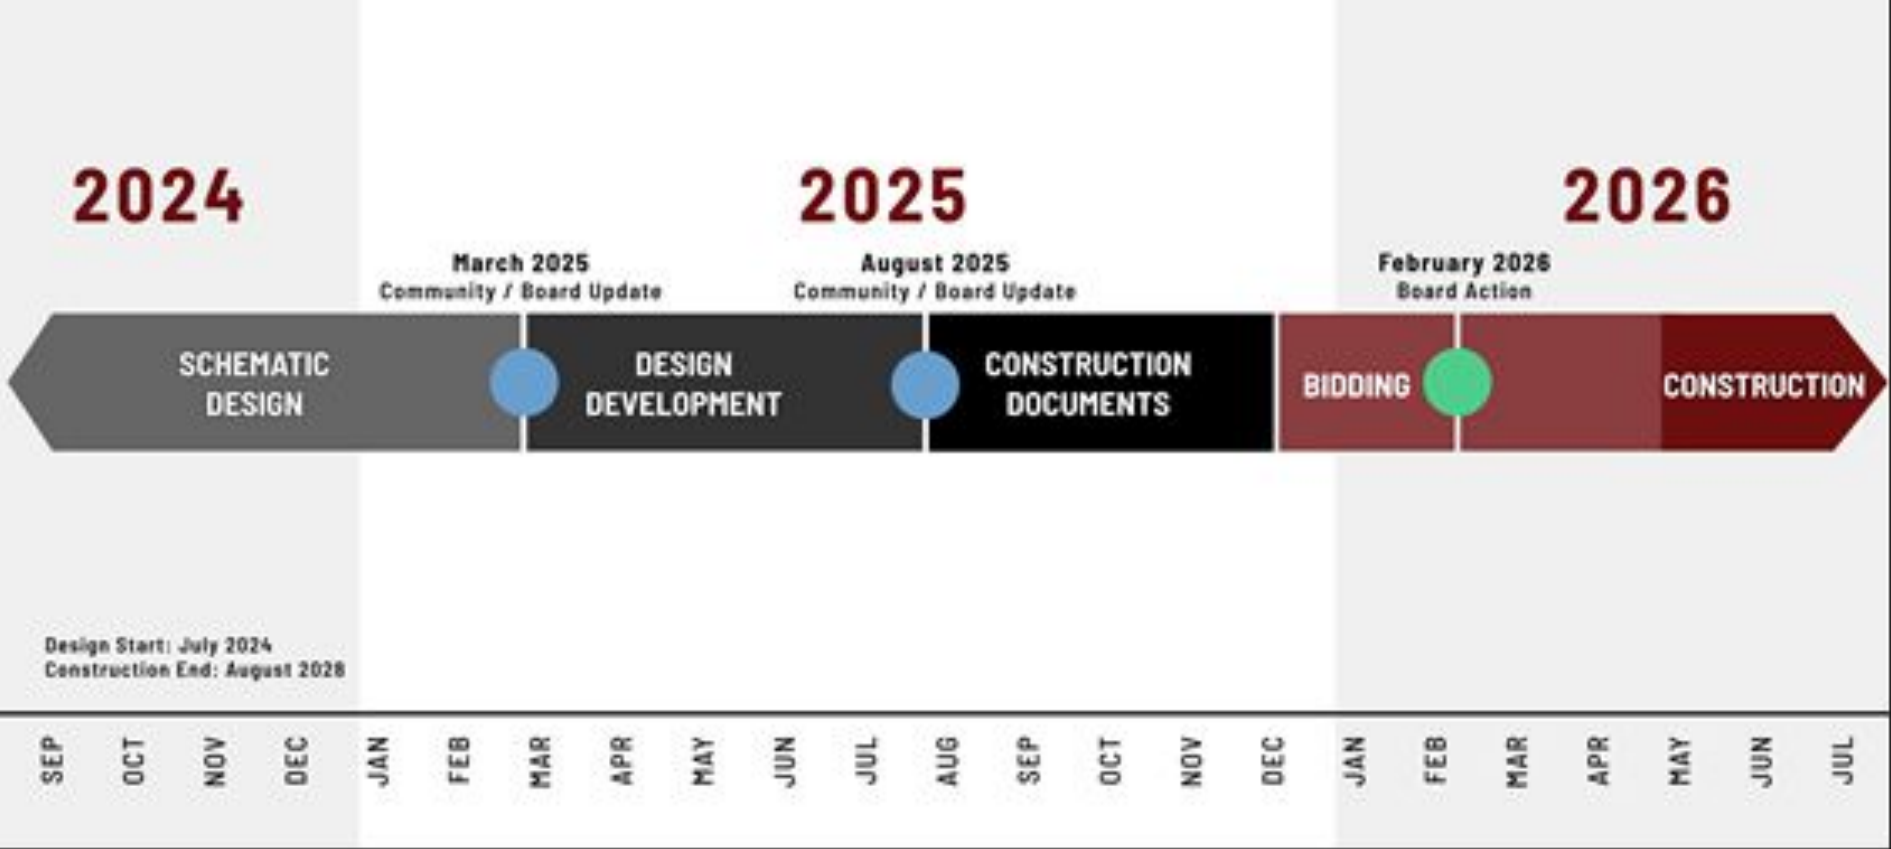 2024
2025
2026
March 2025
Community / Board Update
August 2025
Community / Board Update
February 2026
Board Action
SCHEMATIC
DESIGN
DESIGN
DEVELOPMENT
CONSTRUCTION
DOCUMENTS
BIDDING
CONSTRUCTION
Design Start: July 2024
Construction End: August 2028
SEP
OCT
NOV
DEC
JAN
FEB
MAR
APR
MAY
JUN
JUL
AUG
SEP
OCT
NOV
DEC
JAN
FEB
MAR
APR
MAY
JUN
JUL